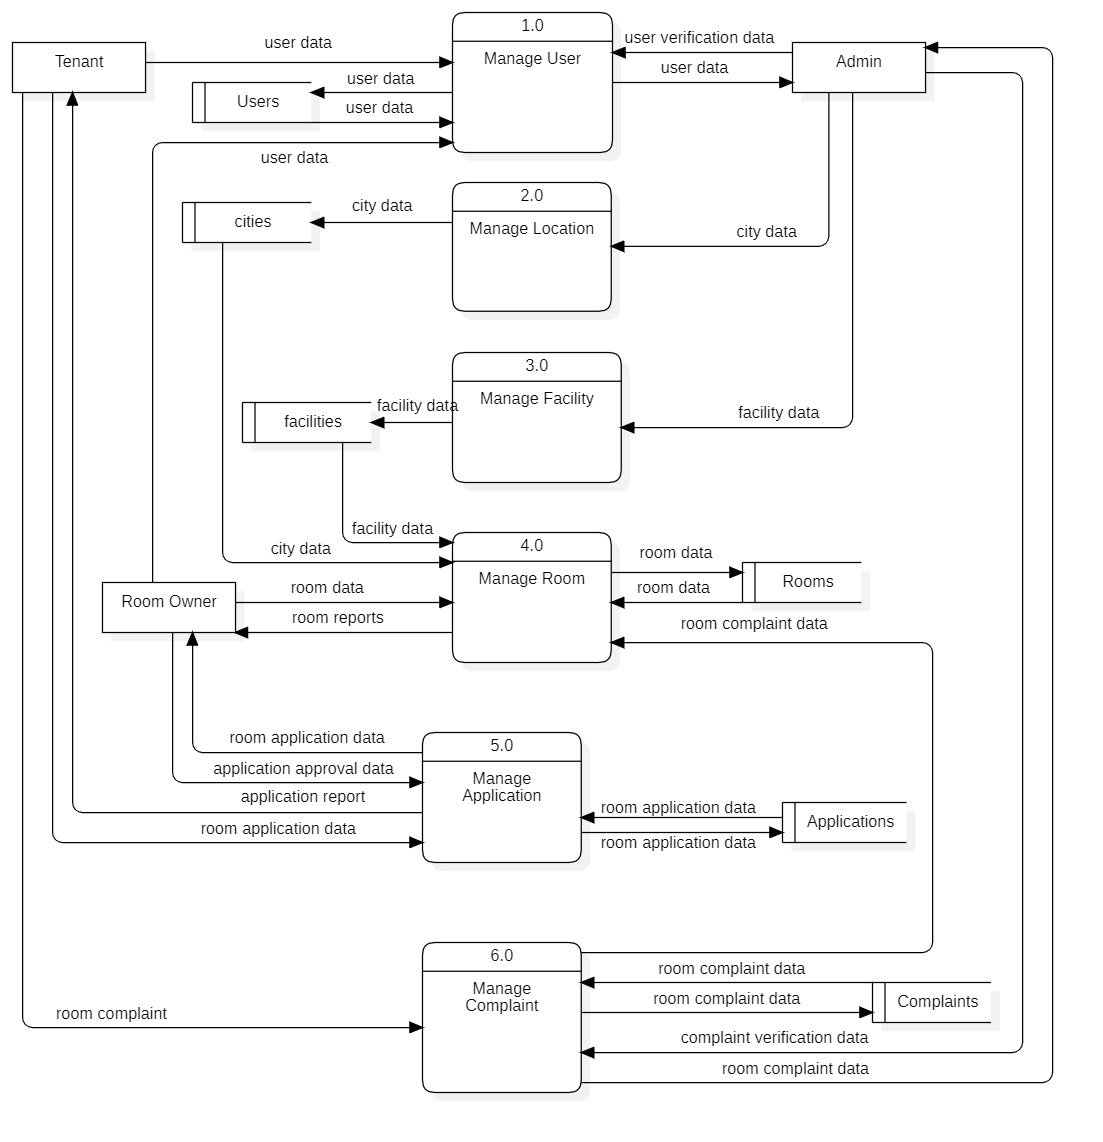 1.0
user data
user verification data
Tenant
Manage User
Admin
user data
user data
Users
user data
user data
2.0
city data
cities
Manage Location
city data
3.0
facility data
Manage Facility
facility data
facilities
facility data
4.0
city data
room data
Manage Room
Rooms
room data
room data
Room Owner
room reports
room complaint data
room application data
5.0
application approval data
Manage
Application
application report
room application data
Applications
room application data
room application data
6.0
room complaint data
Manage
Complaint
room complaint data
Complaints
room complaint
complaint verification data
room complaint data